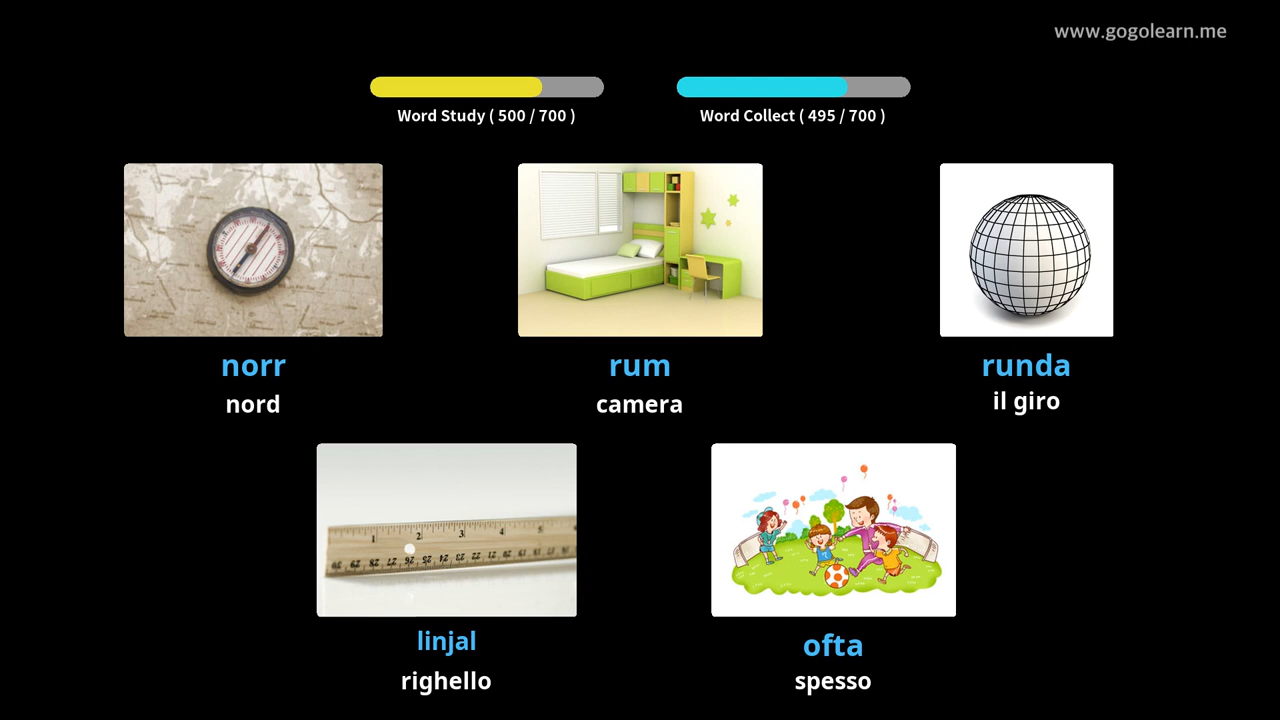 www.gogolearn.me
Word Study ( 500 / 700 )
Word Collect ( 495 / 700 )
norr
nord
rum
camera
runda
il giro
linjal
righello
ofta
spesso